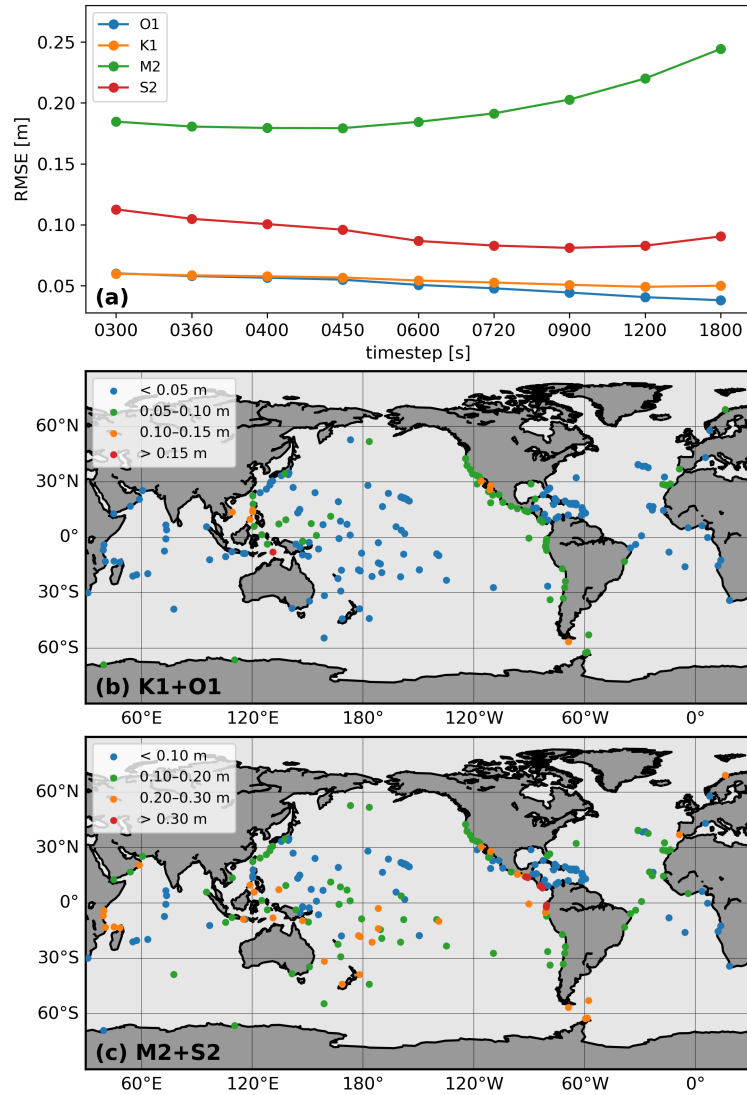 O1
K1
M2
S2
0.25
0.20
0.15
0.10
0.05
RMSE [m]
(a)
0300 0360 0400 0450 0600 0720 0900 1200 1800
timestep [s]
< 0.05 m
0.05–0.10 m
0.10–0.15 m
> 0.15 m
60°N
30°N
0°
30°S
60°S
(b) K1+O1
60°E 120°E 180° 120°W 60°W 0°
< 0.10 m
0.10–0.20 m
0.20–0.30 m
> 0.30 m
60°N
30°N
0°
30°S
60°S
(c) M2+S2
60°E 120°E 180° 120°W 60°W 0°